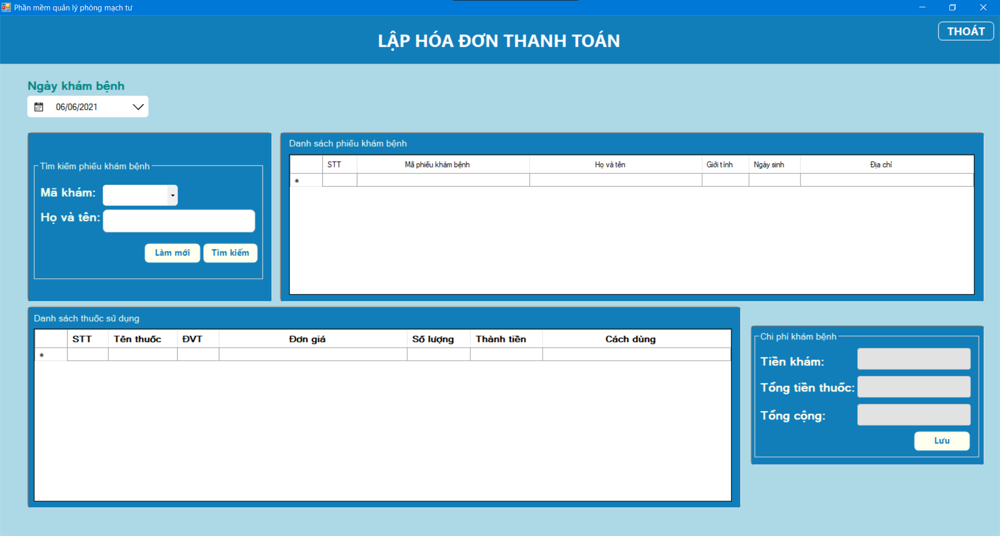 Phần mềm quản lý phòng mạch tư
LẬP HÓA ĐƠN THANH TOÁN
THOÁT
Ngày khám bệnh
06/06/2021
Tìm kiếm phiếu khám bệnh
Mã khám:
Họ và tên:
Làm mới Tìm kiếm
Danh sách phiếu khám bệnh
STT Mã phiếu khám bệnh Họ và tên Giới tính Ngày sinh Địa chỉ
Danh sách thuốc sử dụng
STT Tên thuốc ĐVT Đơn giá Số lượng Thành tiền Cách dùng
Chi phí khám bệnh
Tiền khám:
Tổng tiền thuốc:
Tổng cộng:
Lưu